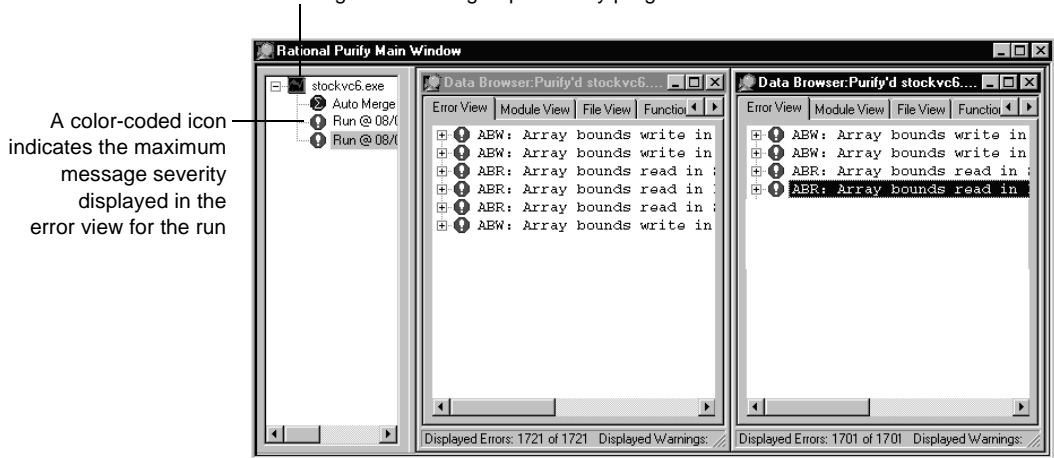 Rational Purify Main Window
stockvc6.exe
Auto Merge
Run @ 08/0
Run @ 08/0
A color-coded icon
indicates the maximum
message severity
displayed in the
error view for the run
Data Browser:Purify'd stockvc6....
Error View Module View File View Function
ABW: Array bounds write in
ABW: Array bounds write in
ABR: Array bounds read in
ABR: Array bounds read in
ABR: Array bounds read in
ABW: Array bounds write in
Displayed Errors: 1721 of 1721 Displayed Warnings:
Data Browser:Purify'd stockvc6....
Error View Module View File View Function
ABW: Array bounds write in
ABW: Array bounds write in
ABR: Array bounds read in
ABR: Array bounds read in
Displayed Errors: 1701 of 1701 Displayed Warnings: